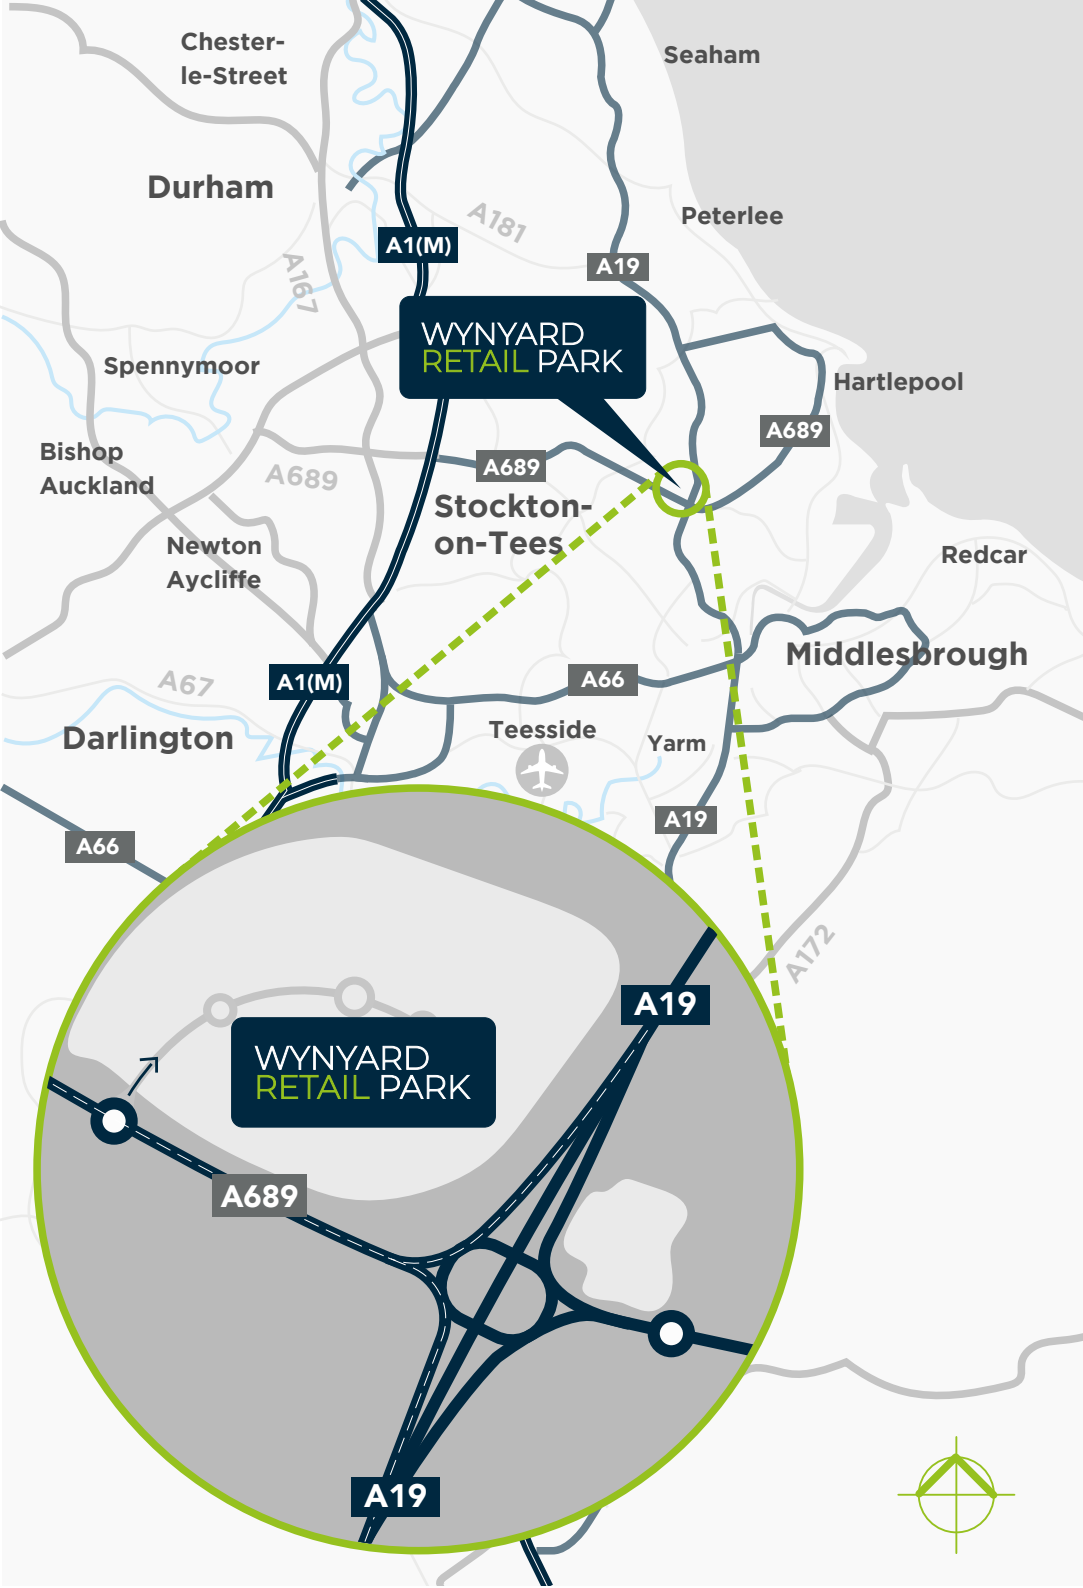 Chester-
le-Street
Seaham
Durham
A181
Peterlee
A1(M)
A19
A167
WYNYARD
RETAIL PARK
Spennymoor
Hartlepool
A689
Bishop
Auckland
A689
A689
Stockton-
on-Tees
Newton
Aycliffe
Redcar
Middlesbrough
A67
A1(M)
A66
Darlington
Teesside
Yarm
A19
A66
A172
A19
WYNYARD
RETAIL PARK
A689
A19